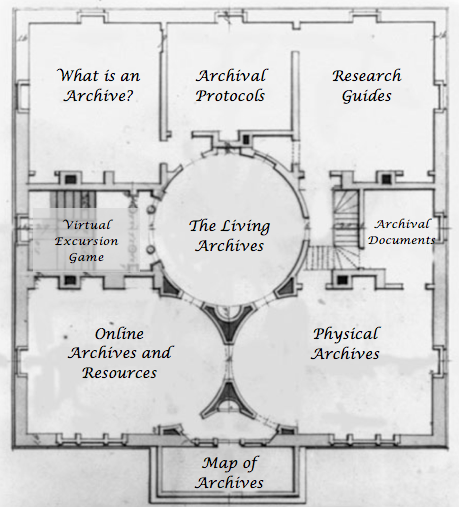 What is an
Archive?
Archival
Protocols
Research
Guides
Virtual
Excursion
Game
The Living
Archives
Archival
Documents
Online
Archives and
Resources
Physical
Archives
Map of
Archives